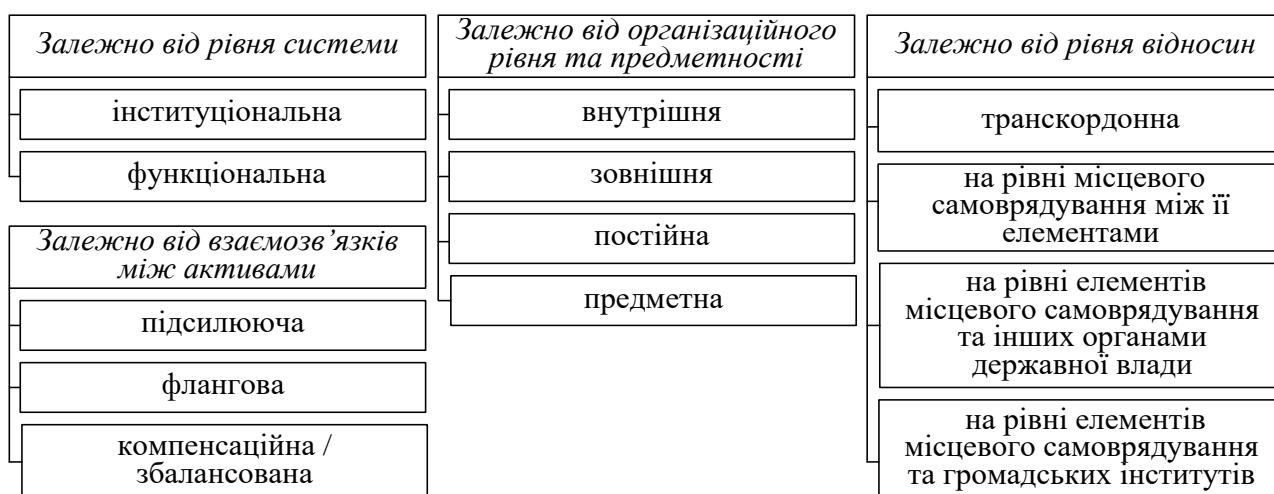 Залежно від рівня системи
інституціональна
функціональна
Залежно від взаємозв’язків
між активами
підсилююча
флангова
компенсаційна /
збалансована
Залежно від організаційного
рівня та предметності
внутрішня
зовнішня
постійна
предметна
Залежно від рівня відносин
транскордонна
на рівні місцевого
самоврядування між її
елементами
на рівні елементів
місцевого самоврядування
та інших органами
державної влади
на рівні елементів
місцевого самоврядування
та громадських інститутів